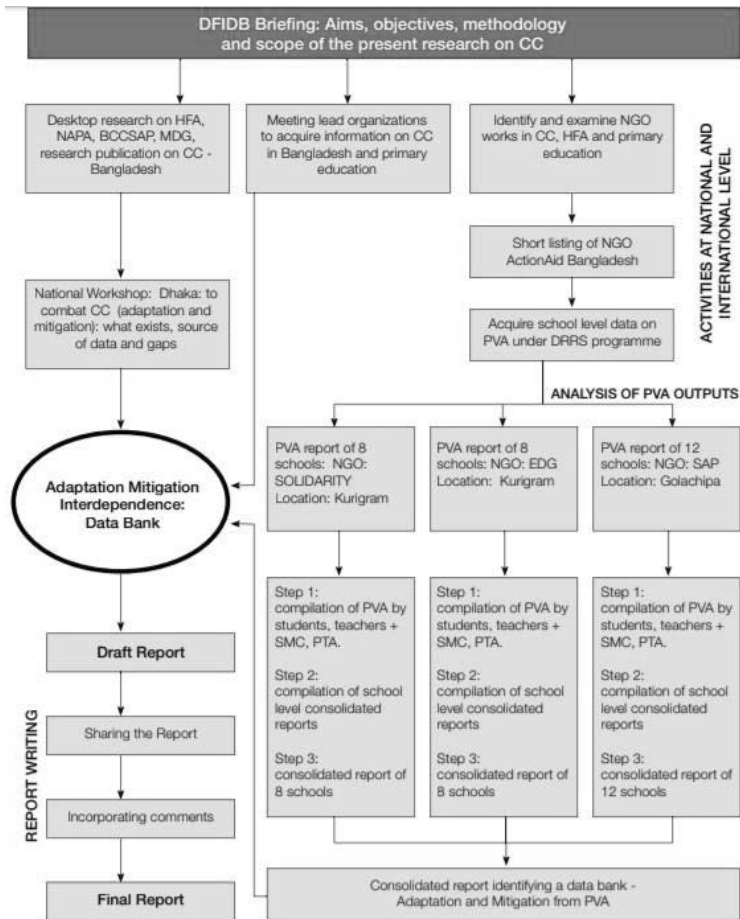 DFIDB Briefing: Aims, objectives, methodology
and scope of the present research on CC
Desktop research on HFA,
NAPA, BCCSAP, MDG,
research publication on CC -
Bangladesh
Meeting lead organizations
to acquire information on CC
in Bangladesh and primary
education
Identify and examine NGO
works in CC, HFA and primary
education
ACTIVITIES AT NATIONAL AND
INTERNATIONAL LEVEL
Short listing of NGO
ActionAid Bangladesh
National Workshop: Dhaka: to
combat CC (adaptation and
mitigation): what exists, source
of data and gaps
Acquire school level data on
PVA under DRRS programme
ANALYSIS OF PVA OUTPUTS
PVA report of 8
schools: NGO:
SOLIDARITY
Location: Kurigram
PVA report of 8
schools: NGO: EDG
Location: Kurigram
PVA report of 12
schools: NGO: SAP
Location: Golachipa
Adaptation Mitigation
Interdependence:
Data Bank
Step 1:
compilation of PVA by
students, teachers +
SMC, PTA.
Step 2:
compilation of school
level consolidated
reports
Step 3:
consolidated report of
8 schools
Step 1:
compilation of PVA by
students, teachers +
SMC, PTA.
Step 2:
compilation of school
level consolidated
reports
Step 3:
consolidated report of
8 schools
Step 1:
compilation of PVA by
students, teachers +
SMC, PTA.
Step 2:
compilation of school
level consolidated
reports
Step 3:
consolidated report of
12 schools
REPORT WRITING
Draft Report
Sharing the Report
Incorporating comments
Final Report
Consolidated report identifying a data bank -
Adaptation and Mitigation from PVA